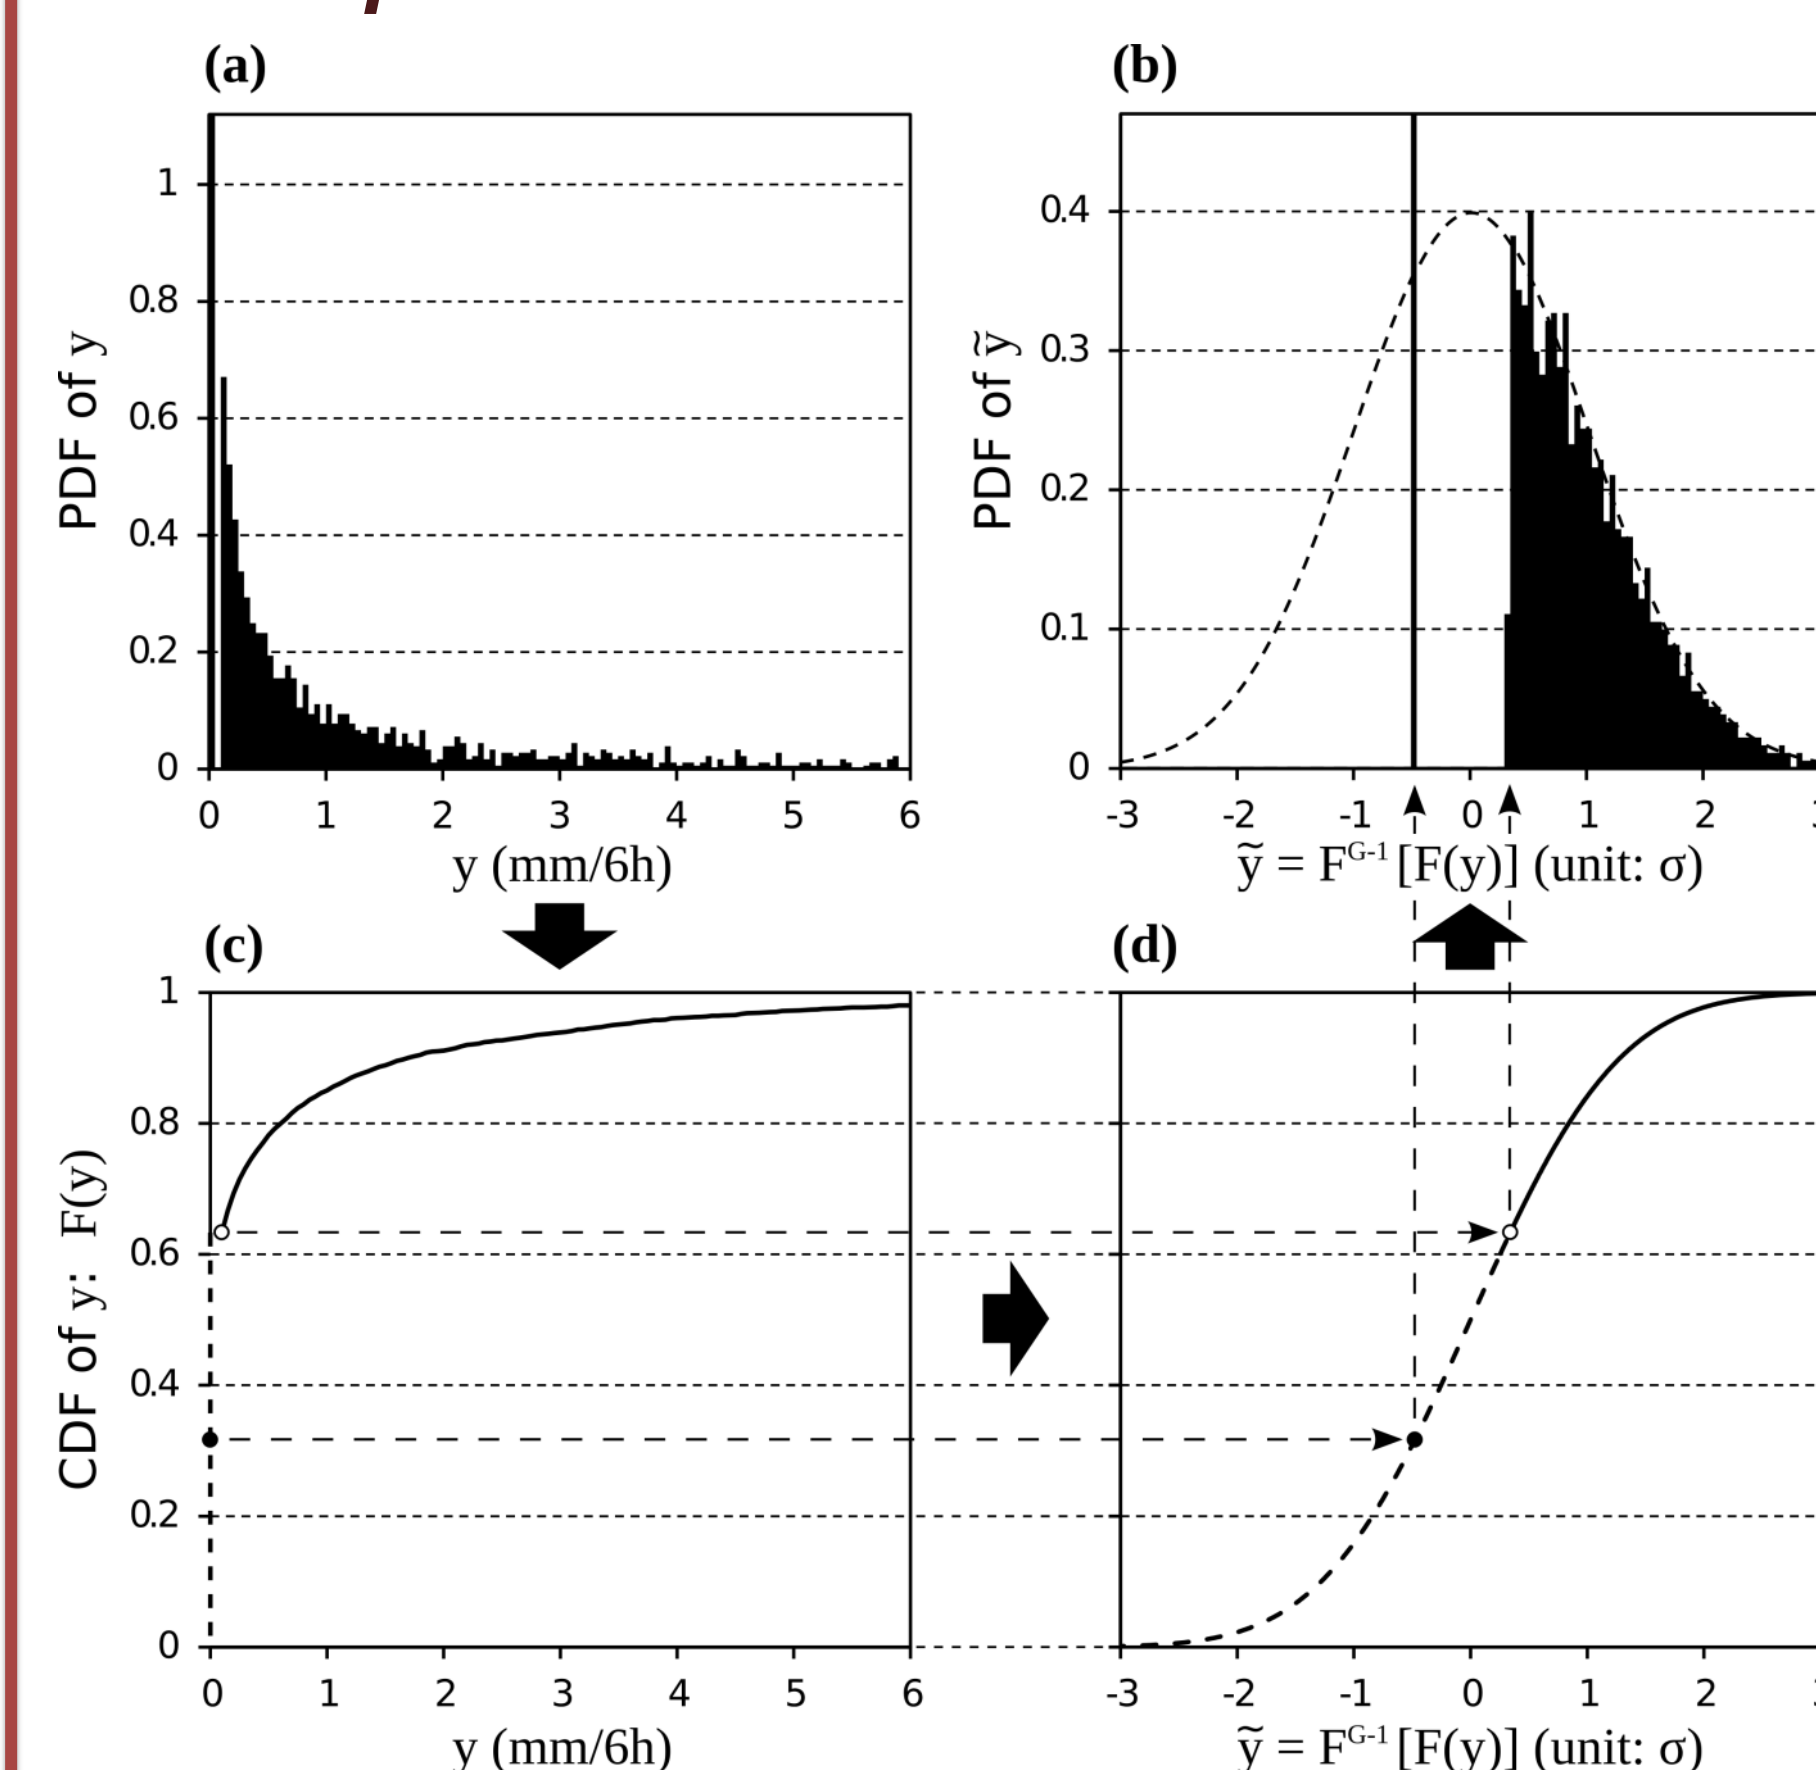 (a)
PDF of y
1
0.8
0.6
0.4
0.2
0
0 1 2 3 4 5 6
y (mm/6h)
(b)
PDF of ỹ
0.4
0.3
0.2
0.1
0
-3 -2 -1 0 1 2
ỹ = F^G-1 [F(y)] (unit: σ)
(c)
CDF of y: F(y)
1
0.8
0.6
0.4
0.2
0
0 1 2 3 4 5 6
y (mm/6h)
(d)
-3 -2 -1 0 1 2
ỹ = F^G-1 [F(y)] (unit: σ)